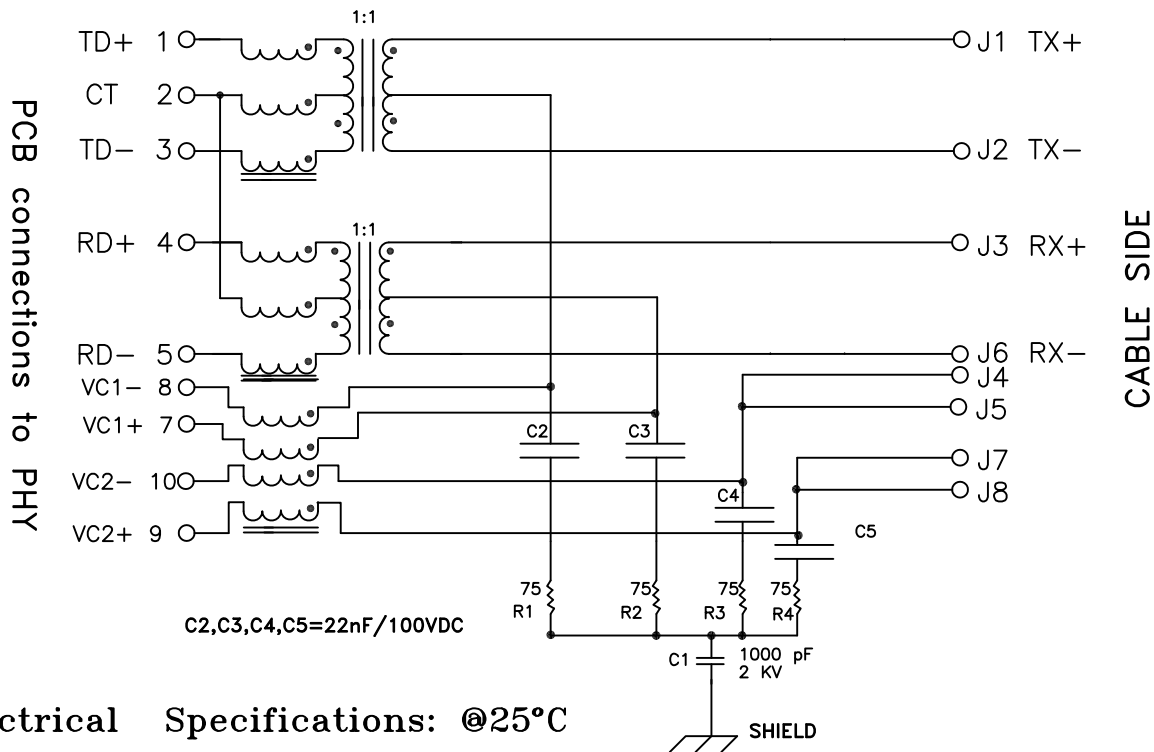 1:1
TD+ 1
J1 TX+
CT 2
TD- 3
J2 TX-
PCB connections to PHY
1:1
RD+ 4
J3 RX+
CABLE SIDE
RD- 5
J6 RX-
J4
VC1- 8
J5
VC1+ 7
C2
C3
J7
VC2- 10
J8
C4
VC2+ 9
C5
75
R1
75
R2
75
R3
75
R4
C2,C3,C4,C5=22nF/100VDC
C1
1000 pF
2 KV
ctrical Specifications: @25°C
SHIELD